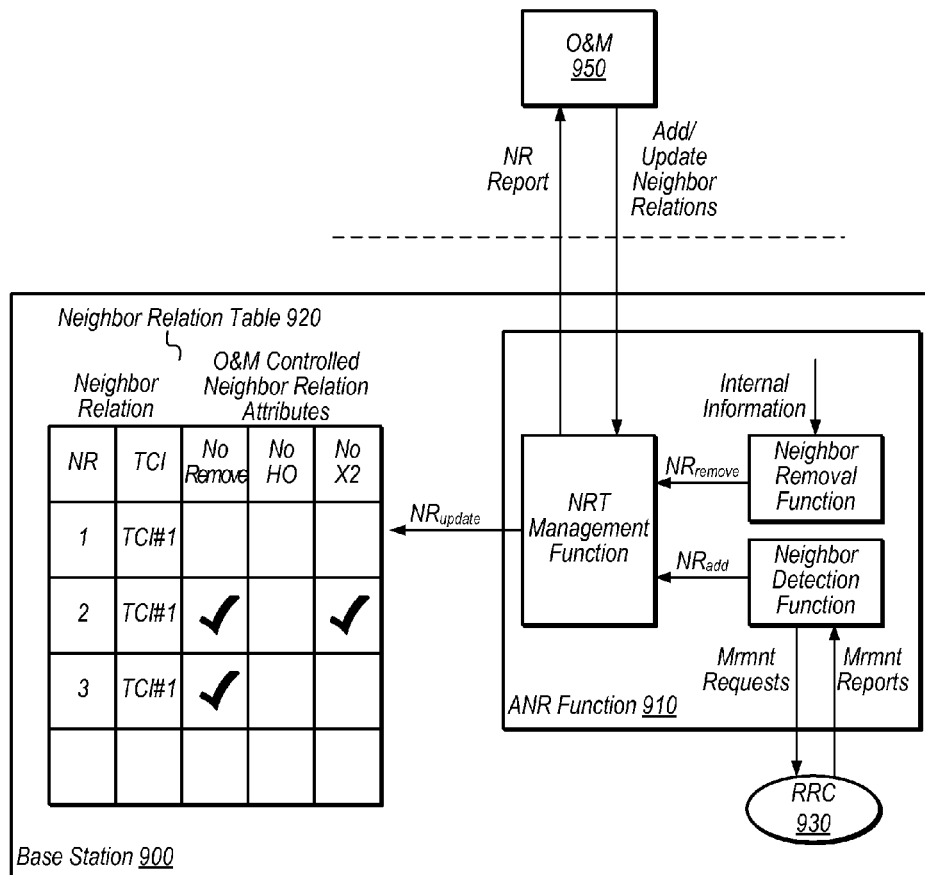 O&M
950
NR
Report
Add/
Update
Neighbor
Relations
Neighbor Relation Table 920
O&M Controlled
Neighbor Relation
Attributes
Neighbor
Relation
NR
TCI
No
Remove
No
HO
No
X2
1
TCI#1
2
TCI#1
3
TCI#1
NRupdate
NRT
Management
Function
NRremove
NRadd
Internal
Information
Neighbor
Removal
Function
Neighbor
Detection
Function
Mrmnt
Requests
Mrmnt
Reports
ANR Function 910
RRC
930
Base Station 900